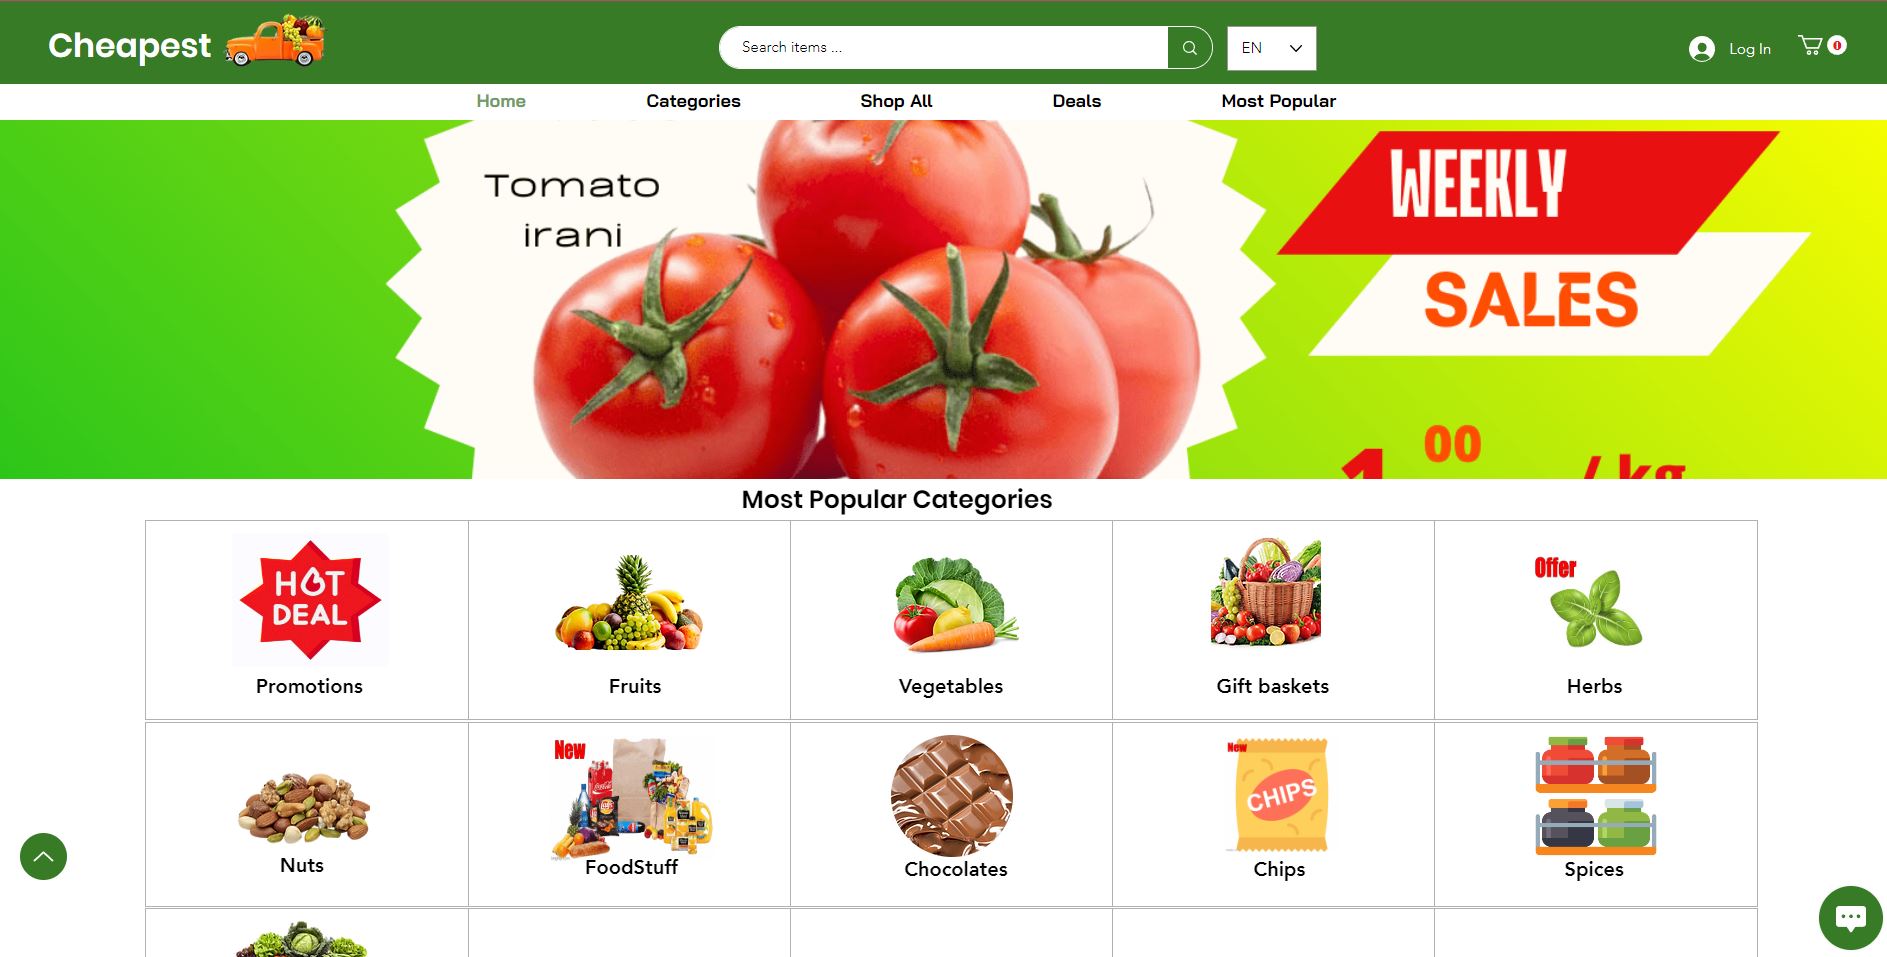 Cheapest
Search items ...
EN
Log In
0
Home
Categories
Shop All
Deals
Most Popular
Tomato
irani
WEEKLY
SALES
1 00 / kg
Most Popular Categories
HOT
DEAL
Offer
Promotions
Fruits
Vegetables
Gift baskets
Herbs
New
New
CHIPS
Nuts
FoodStuff
Chocolates
Chips
Spices